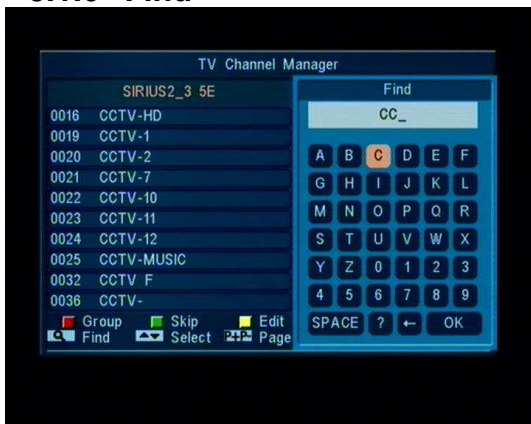 TV Channel Manager
SIRIUS2_3 5E
0016 CCTV-HD
0019 CCTV-1
0020 CCTV-2
0021 CCTV-7
0022 CCTV-10
0023 CCTV-11
0024 CCTV-12
0025 CCTV-MUSIC
0032 CCTV F
0036 CCTV-
Group Skip Edit
Find Select P+P- Page
Find
CC_
A B C D E F
G H I J K L
M N O P Q R
S T U V W X
Y Z 0 1 2 3
4 5 6 7 8 9
SPACE ? ← OK